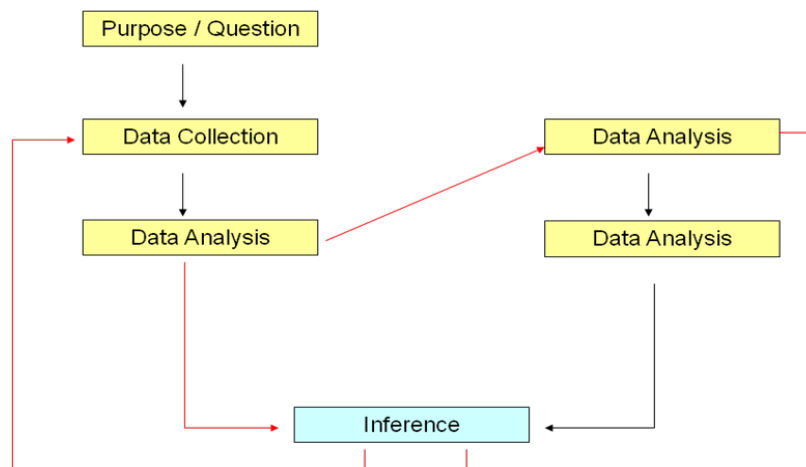 Purpose / Question
Data Collection
Data Analysis
Data Analysis
Data Analysis
Inference